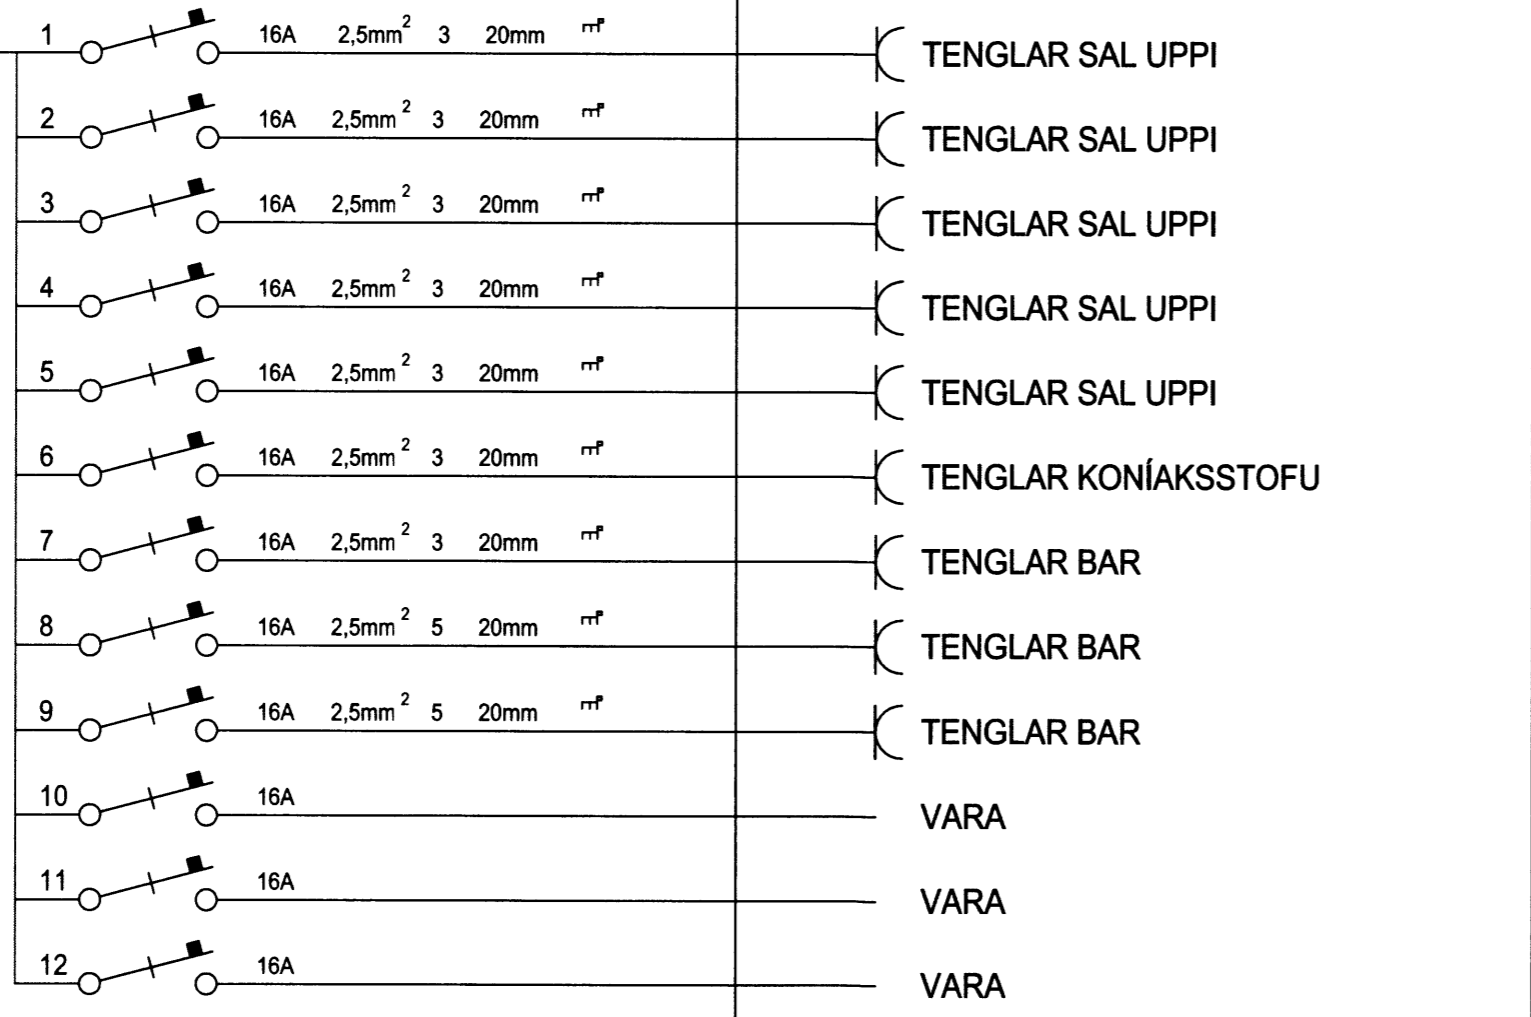 1 16A 2,5mm² 3 20mm TENGLAR SAL UPPI
2 16A 2,5mm² 3 20mm TENGLAR SAL UPPI
3 16A 2,5mm² 3 20mm TENGLAR SAL UPPI
4 16A 2,5mm² 3 20mm TENGLAR SAL UPPI
5 16A 2,5mm² 3 20mm TENGLAR SAL UPPI
6 16A 2,5mm² 3 20mm TENGLAR KONÍAKSSTOFU
7 16A 2,5mm² 3 20mm TENGLAR BAR
8 16A 2,5mm² 5 20mm TENGLAR BAR
9 16A 2,5mm² 5 20mm TENGLAR BAR
10 16A VARA
11 16A VARA
12 16A VARA